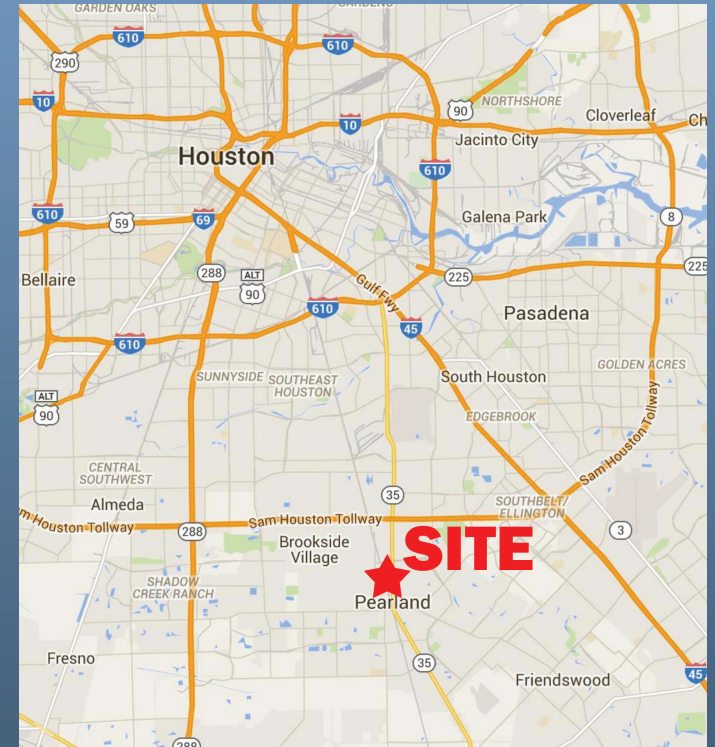 GARDEN OAKS
610
610
290
10
90
NORTHSHORE
Cloverleaf
Ch
10
Jacinto City
Houston
610
610
59
69
Galena Park
8
Bellaire
288
ALT
90
Gulf Fwy
225
225
610
45
Pasadena
610
GOLDEN ACRES
SUNNYSIDE
SOUTHEAST
HOUSTON
South Houston
ALT
90
EDGEBROOK
Sam Houston Tollway
CENTRAL
SOUTHWEST
35
Almeda
SOUTHBELT/
ELLINGTON
m Houston Tollway
288
Sam Houston Tollway
3
Brookside
Village
SITE
SHADOW
CREEK RANCH
Pearland
Fresno
35
Friendswood
45
288